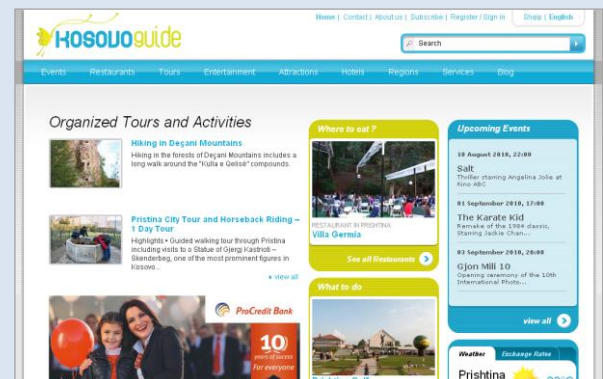 Home | Contact | About us | Subscribe | Register / Sign in
Shqip | English
KOSOVOguide
Search
Events Restaurants Tours Entertainment Attractions Hotels Regions Services Blog
Organized Tours and Activities
Hiking in Deçani Mountains
Hiking in the forests of Deçani Mountains includes a
long walk around the "Kulla e Gelisë" compounds.
Pristina City Tour and Horseback Riding –
1 Day Tour
Highlights • Guided walking tour through Pristina
including visits to a Statue of Gjergj Kastrioti –
Skenderbeg, one of the most prominent figures in
Kosovo...
view all
ProCredit Bank
10
years of success
For everyone
Where to eat ?
RESTAURANT IN PRISHTINA
Villa Germia
See all Restaurants
What to do
Upcoming Events
18 August 2010, 22:00
Salt
Thriller starring Angelina Jolie at
Kino ABC
01 September 2010, 17:00
The Karate Kid
Remake of the 1984 classic,
Starring Jackie Chan...
03 September 2010, 20:00
Gjon Mili 10
Opening ceremony of the 10th
International Photo...
view all
Weather Exchange Rates
Prishtina